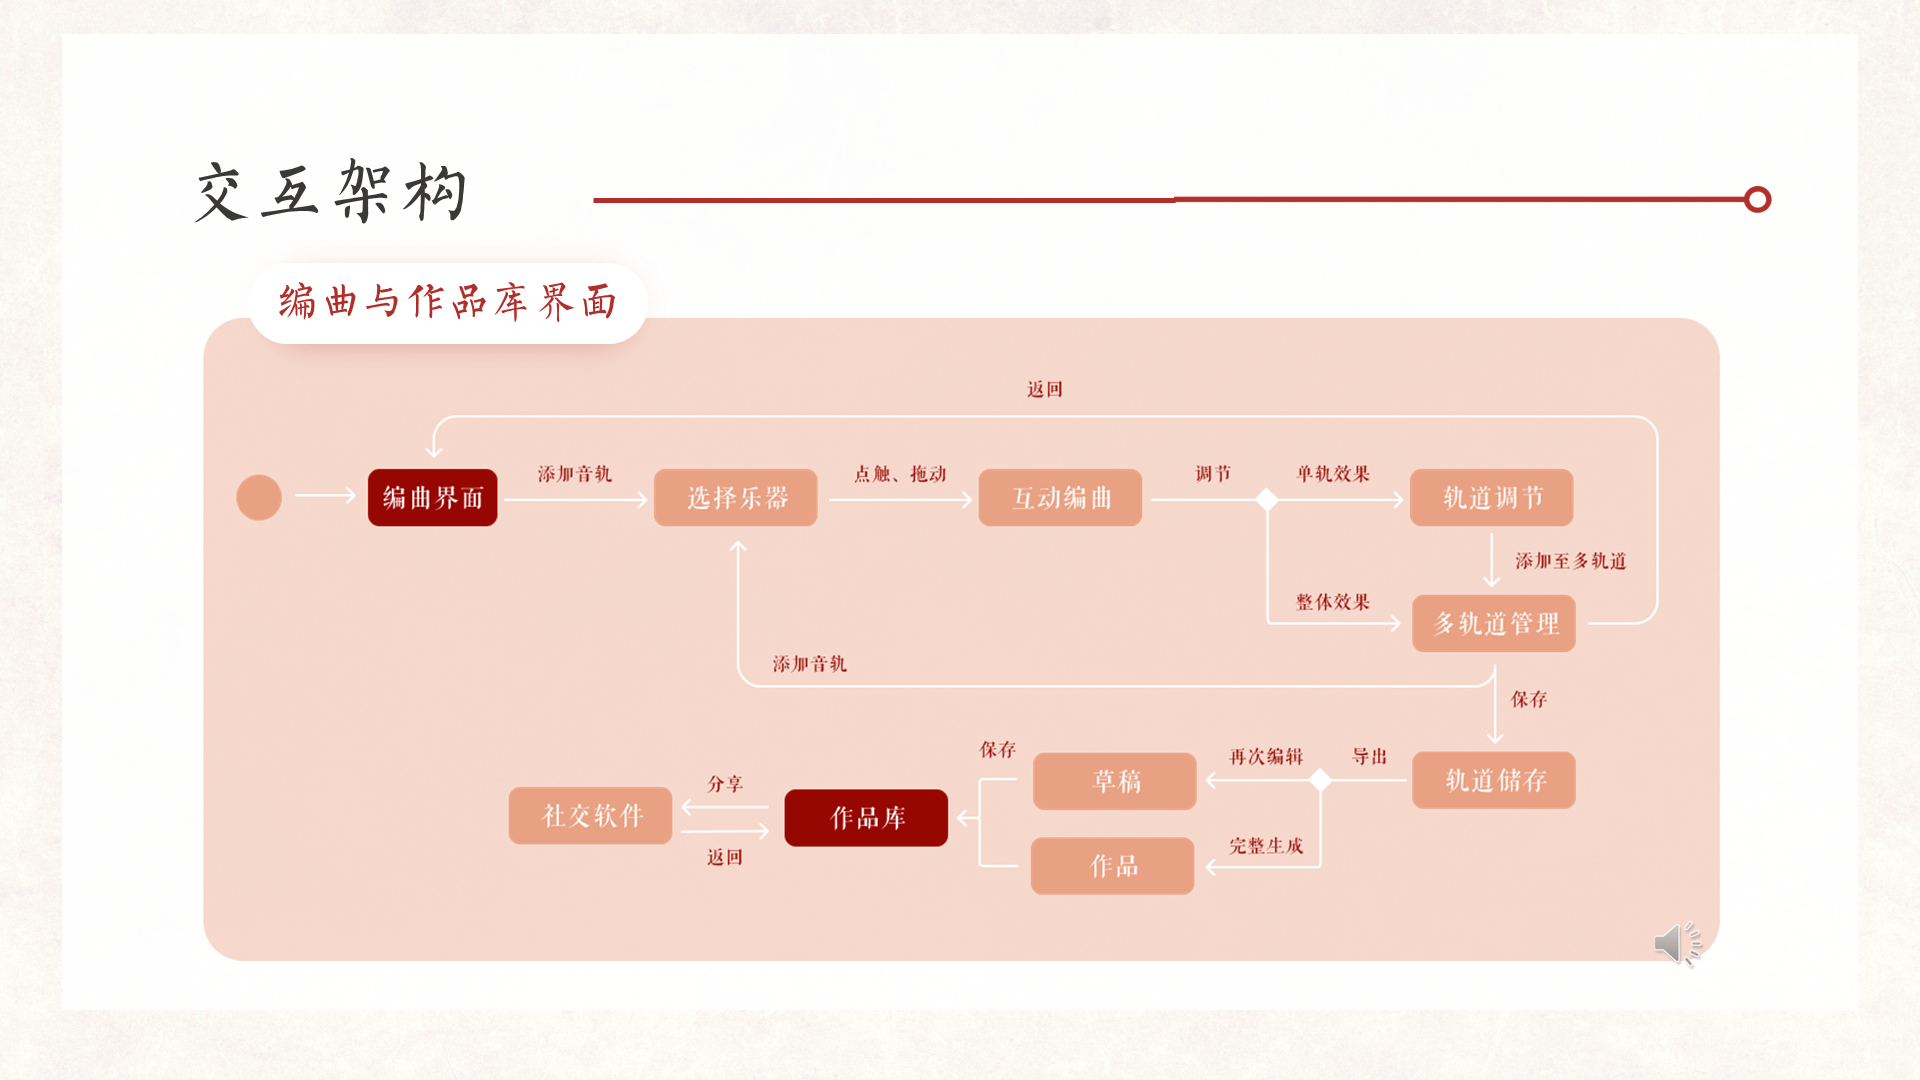 交互架构
编曲与作品库界面
返回
编曲界面
添加音轨
选择乐器
点触、拖动
互动编曲
调节
单轨效果
轨道调节
添加至多轨道
整体效果
多轨道管理
添加音轨
保存
保存
草稿
再次编辑
导出
轨道储存
社交软件
分享
返回
作品库
作品
完整生成